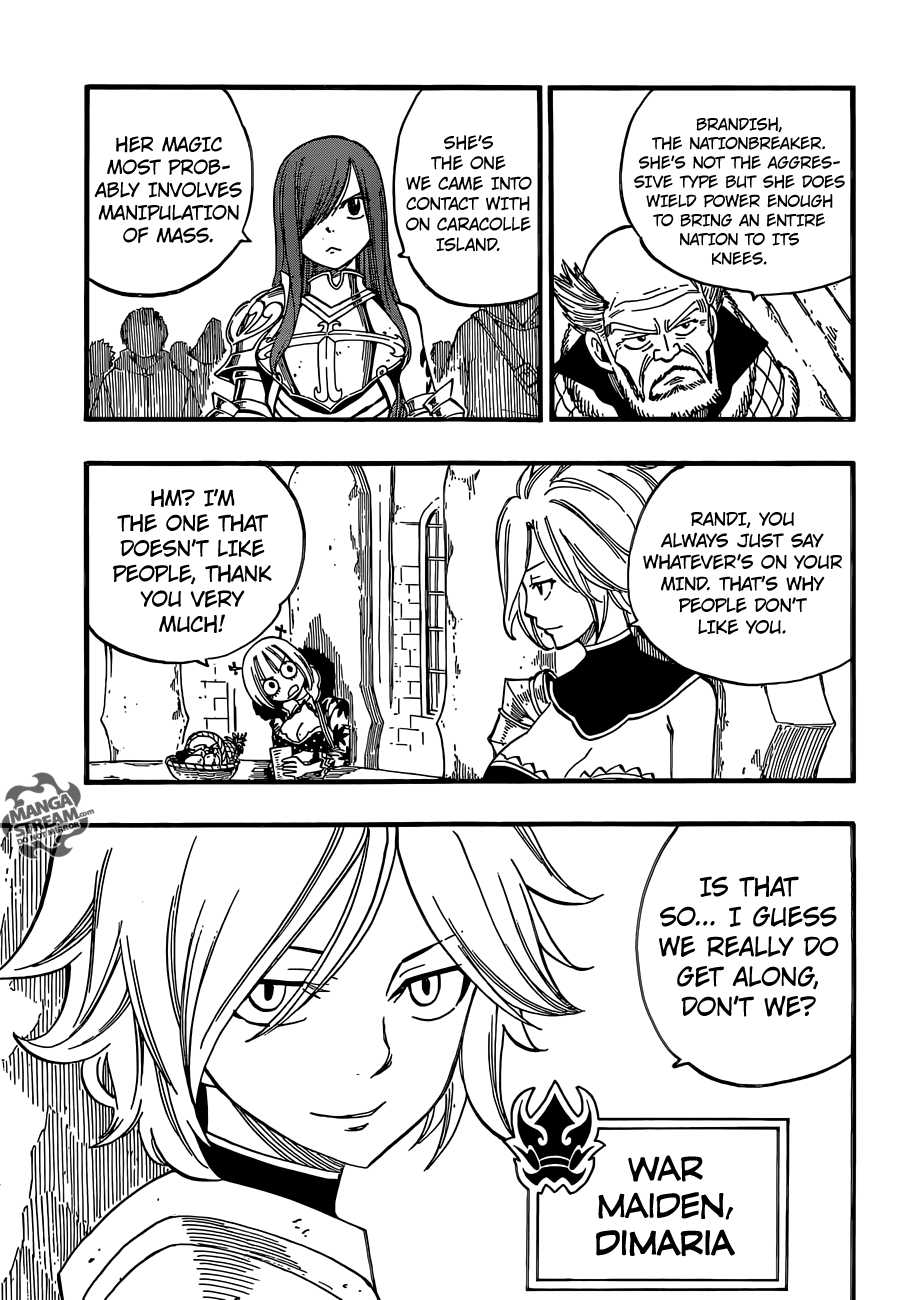 BRANDISH,
THE NATIONBREAKER.
SHE'S NOT THE AGGRES-
SIVE TYPE BUT SHE DOES
WIELD POWER ENOUGH
TO BRING AN ENTIRE
NATION TO ITS
KNEES.
SHE'S
THE ONE
WE CAME INTO
CONTACT WITH
ON CARACOLLE
ISLAND.
HER MAGIC
MOST PROB-
ABLY INVOLVES
MANIPULATION
OF MASS.
RANDI, YOU
ALWAYS JUST SAY
WHATEVER'S ON YOUR
MIND. THAT'S WHY
PEOPLE DON'T
LIKE YOU.
HM? I'M
THE ONE THAT
DOESN'T LIKE
PEOPLE, THANK
YOU VERY
MUCH!
MANGA
STREAM.com
DO NOT MIRROR
IS THAT
SO... I GUESS
WE REALLY DO
GET ALONG,
DON'T WE?
WAR
MAIDEN,
DIMARIA